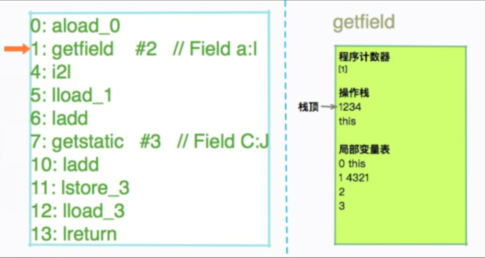 0: aload_0
1: getfield #2 // Field a:I
4: i2l
5: lload_1
6: ladd
7: getstatic #3 // Field C:J
10: ladd
11: lstore_3
12: lload_3
13: lreturn
getfield
程序计数器
[1]
操作栈
栈顶 1234
this
局部变量表
0 this
1 4321
2
3